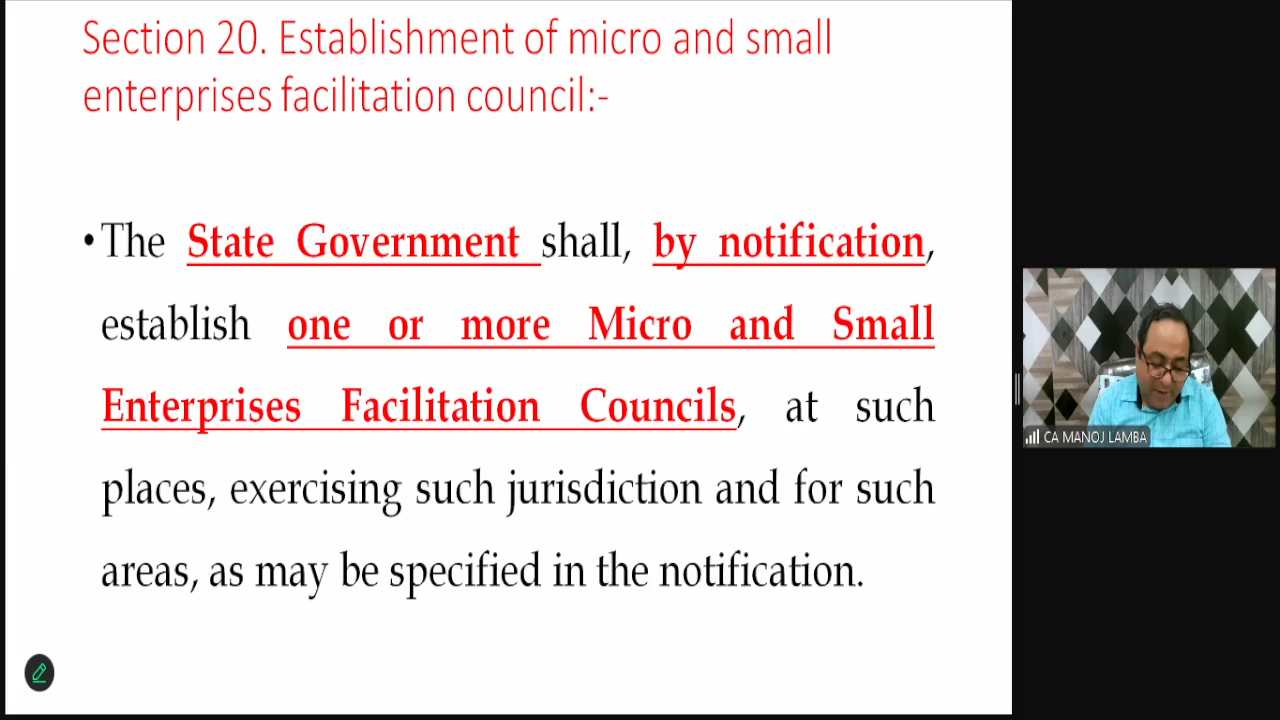 Section 20. Establishment of micro and small
enterprises facilitation council:-
• The State Government shall, by notification,
establish one or more Micro and Small
Enterprises Facilitation Councils, at such
places, exercising such jurisdiction and for such
areas, as may be specified in the notification.
CA MANOJ LAMBA